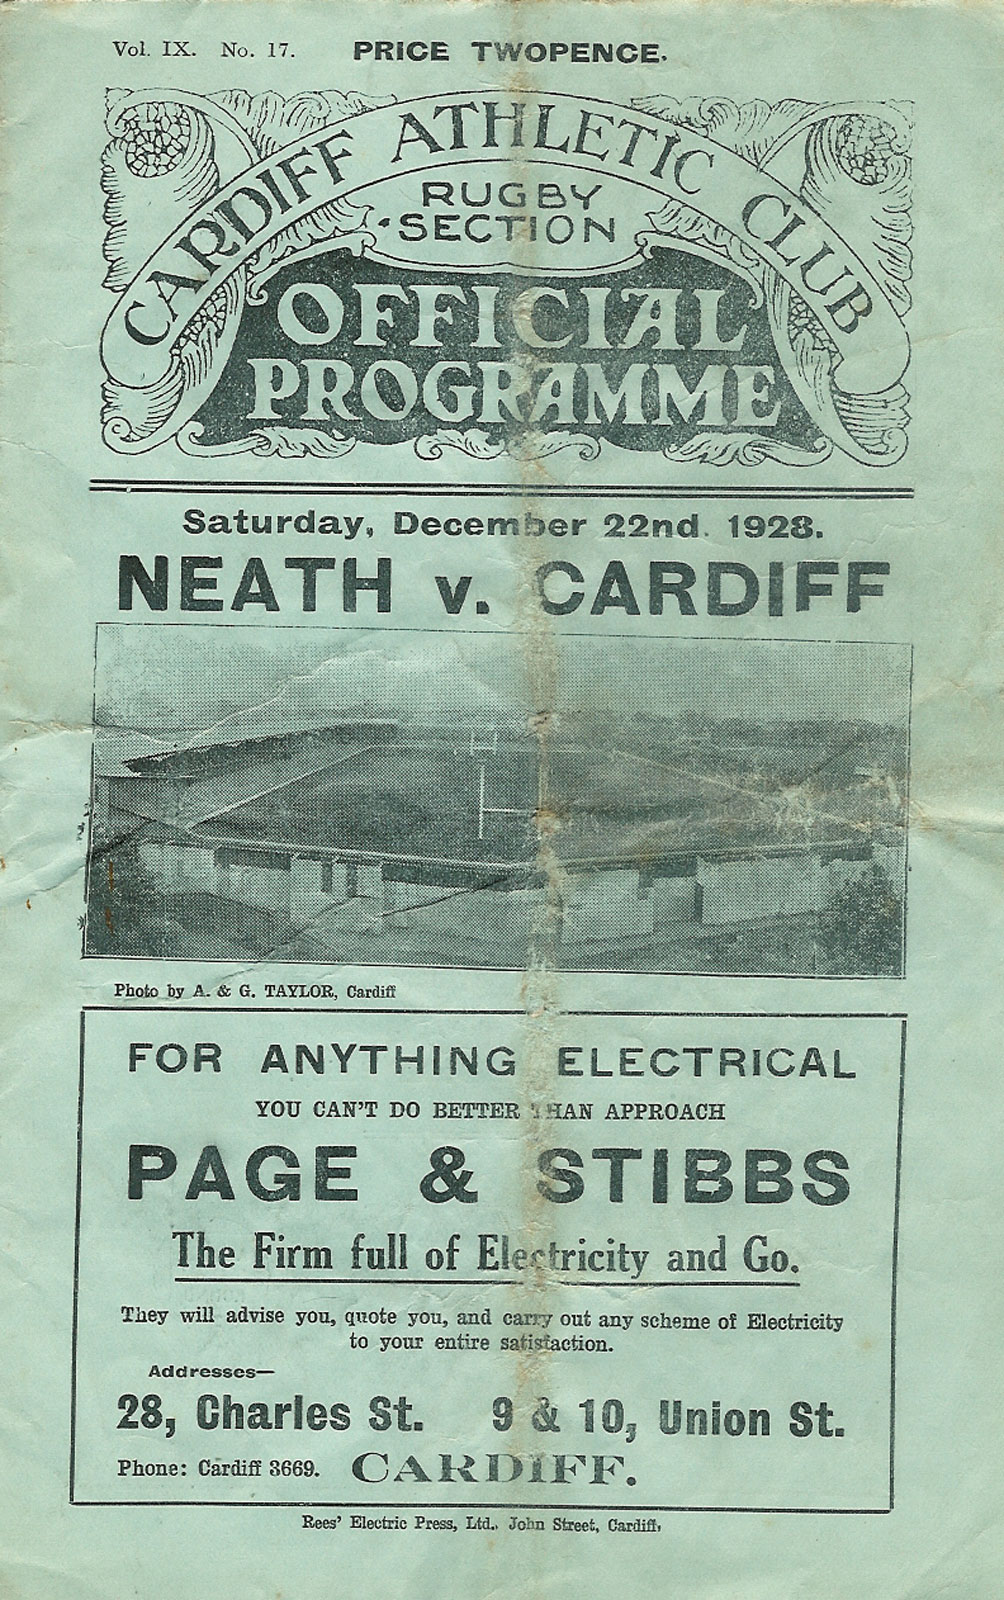 Vol. IX. No. 17. PRICE TWOPENCE.
CARDIFF ATHLETIC CLUB
RUGBY
SECTION
OFFICIAL
PROGRAMME
Saturday, December 22nd. 1928.
NEATH v. CARDIFF
Photo by A. & G. TAYLOR, Cardiff
FOR ANYTHING ELECTRICAL
YOU CAN'T DO BETTER THAN APPROACH
PAGE & STIBBS
The Firm full of Electricity and Go.
They will advise you, quote you, and carry out any scheme of Electricity
to your entire satisfaction.
Addresses—
28, Charles St. 9 & 10, Union St.
Phone: Cardiff 3669. CARDIFF.
Rees' Electric Press, Ltd., John Street, Cardiff,